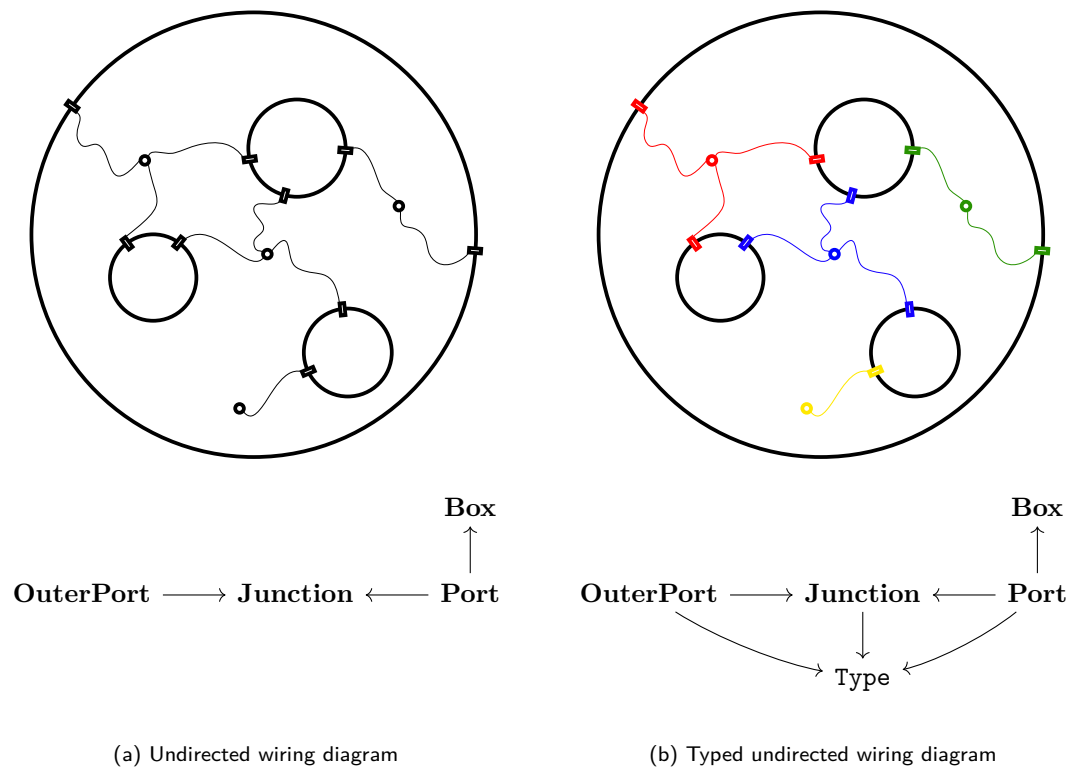 Box
OuterPort Junction Port
(a) Undirected wiring diagram
Box
OuterPort Junction Port
Type
(b) Typed undirected wiring diagram